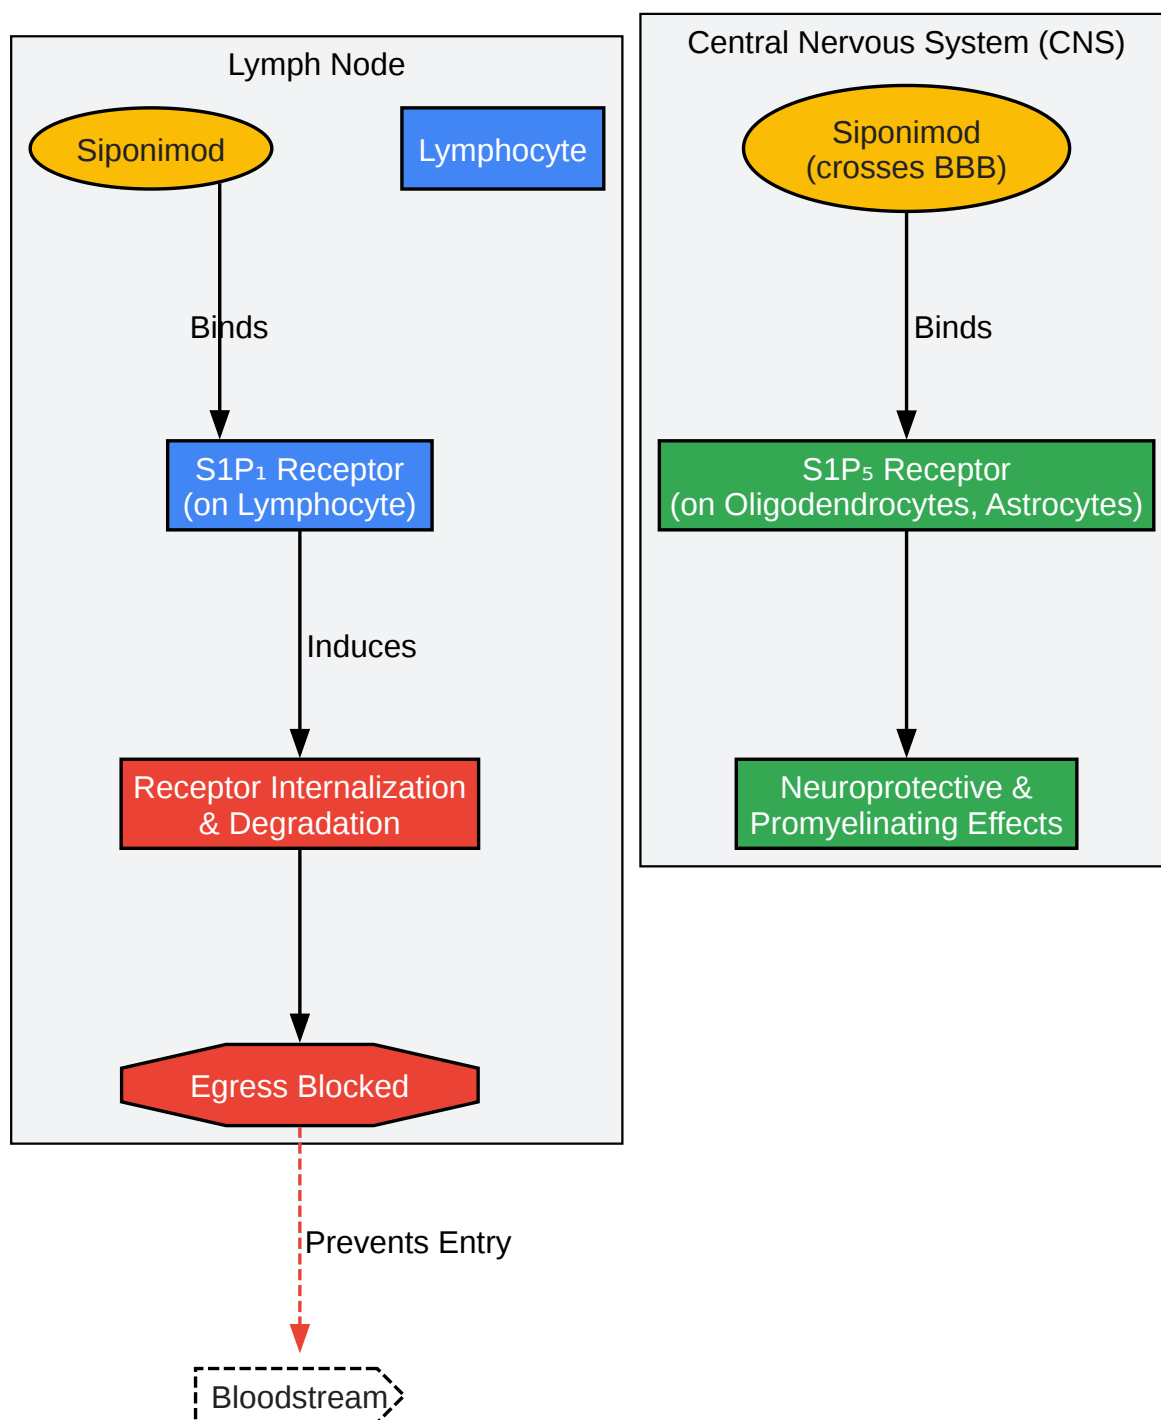 Lymph Node
Siponimod
Lymphocyte
Binds
S1P₁ Receptor
(on Lymphocyte)
Induces
Receptor Internalization
& Degradation
Egress Blocked
Prevents Entry
Bloodstream
Central Nervous System (CNS)
Siponimod
(crosses BBB)
Binds
S1P₅ Receptor
(on Oligodendrocytes, Astrocytes)
Neuroprotective &
Promyelinating Effects